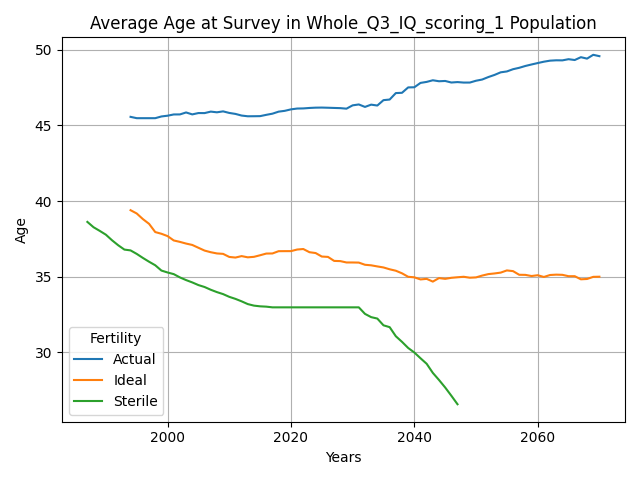 Average Age at Survey in Whole_Q3_IQ_scoring_1 Population
50
45
40
35
30
Age
Fertility
Actual
Ideal
Sterile
2000
2020
2040
2060
Years